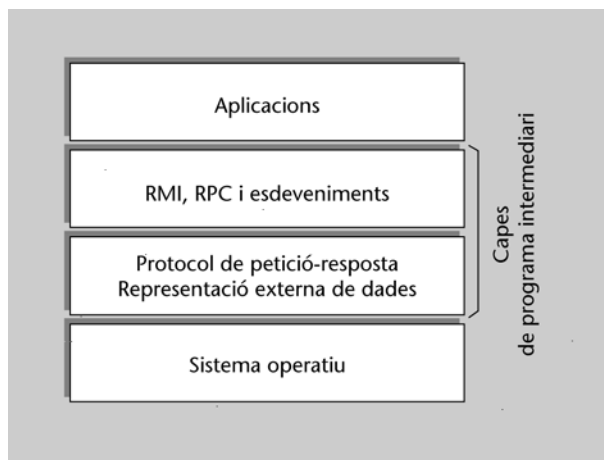 Aplicacions
RMI, RPC i esdeveniments
Protocol de petició-resposta
Representació externa de dades
Sistema operatiu
Capes
de programa intermediari